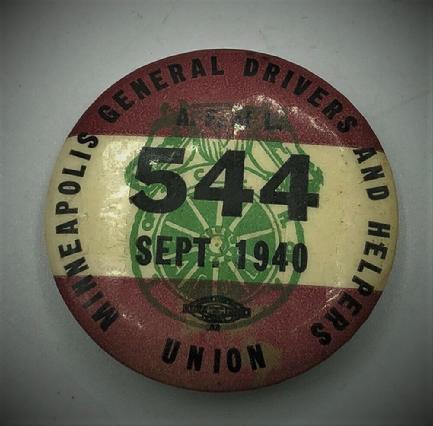 MINNEAPOLIS GENERAL DRIVERS AND HELPERS
A. F. of L.
544
SEPT. 1940
UNION